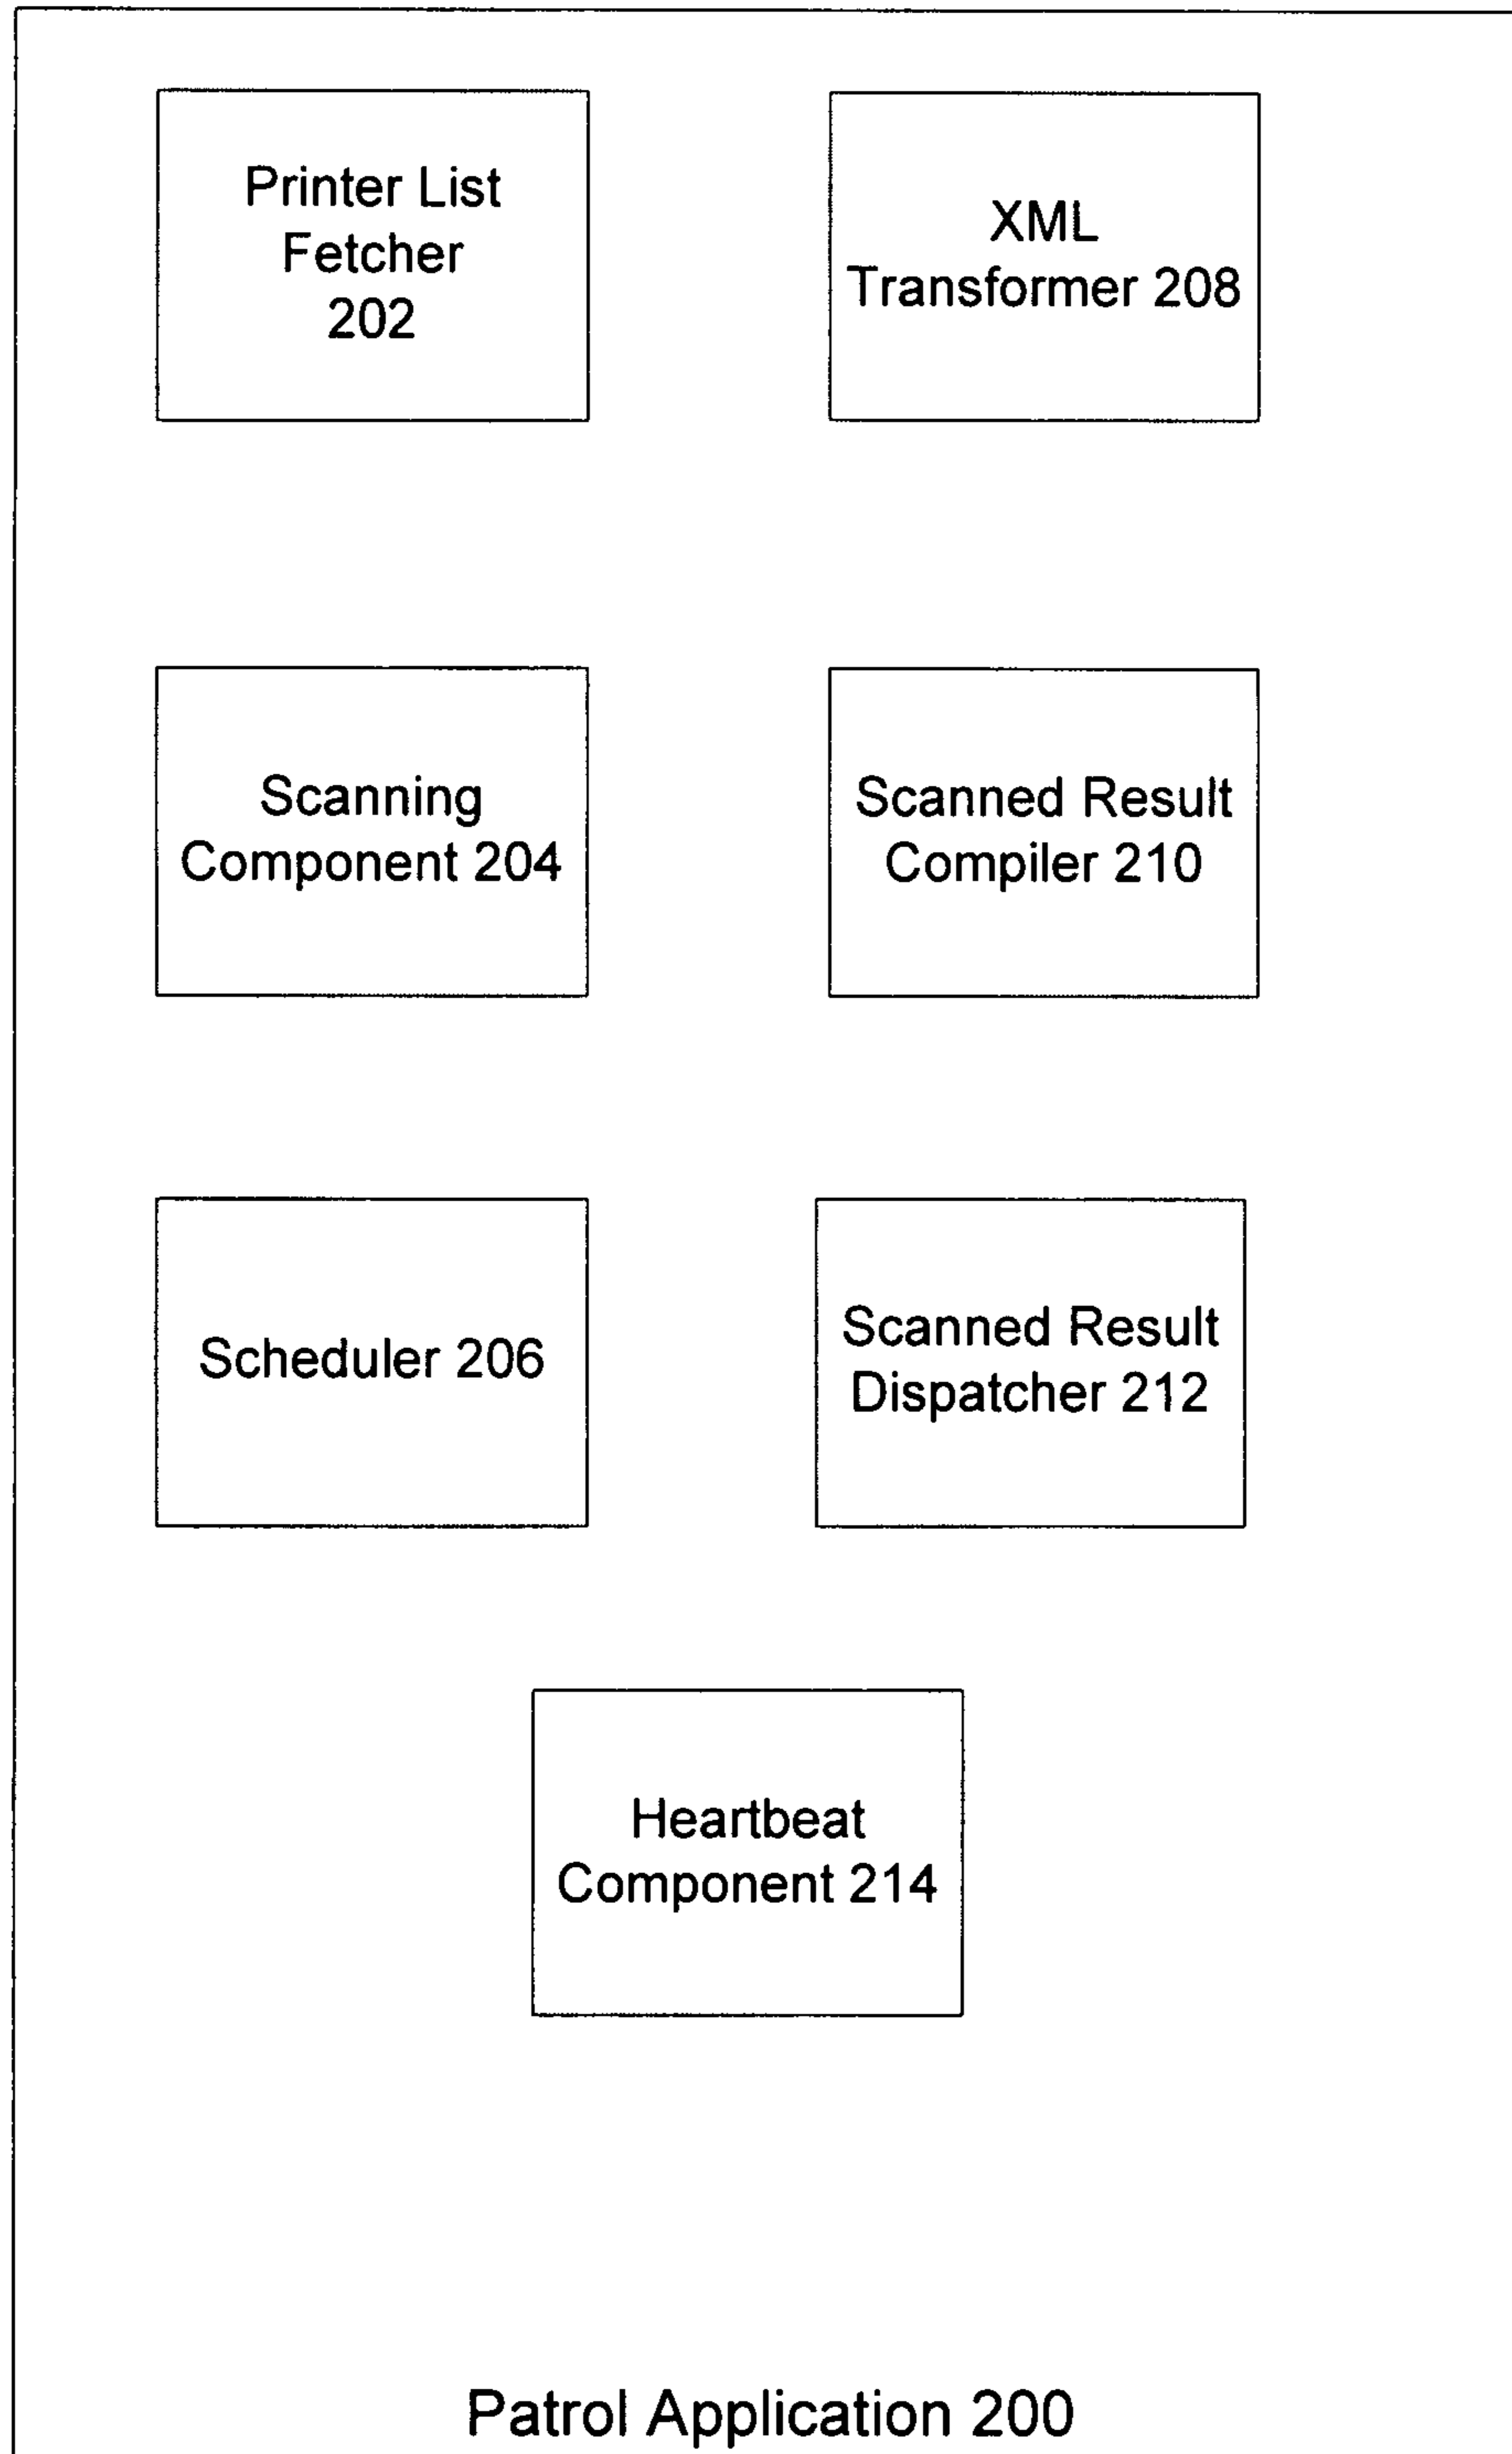 Printer List
Fetcher
202
XML
Transformer 208
Scanning
Component 204
Scanned Result
Compiler 210
Scheduler 206
Scanned Result
Dispatcher 212
Heartbeat
Component 214
Patrol Application 200